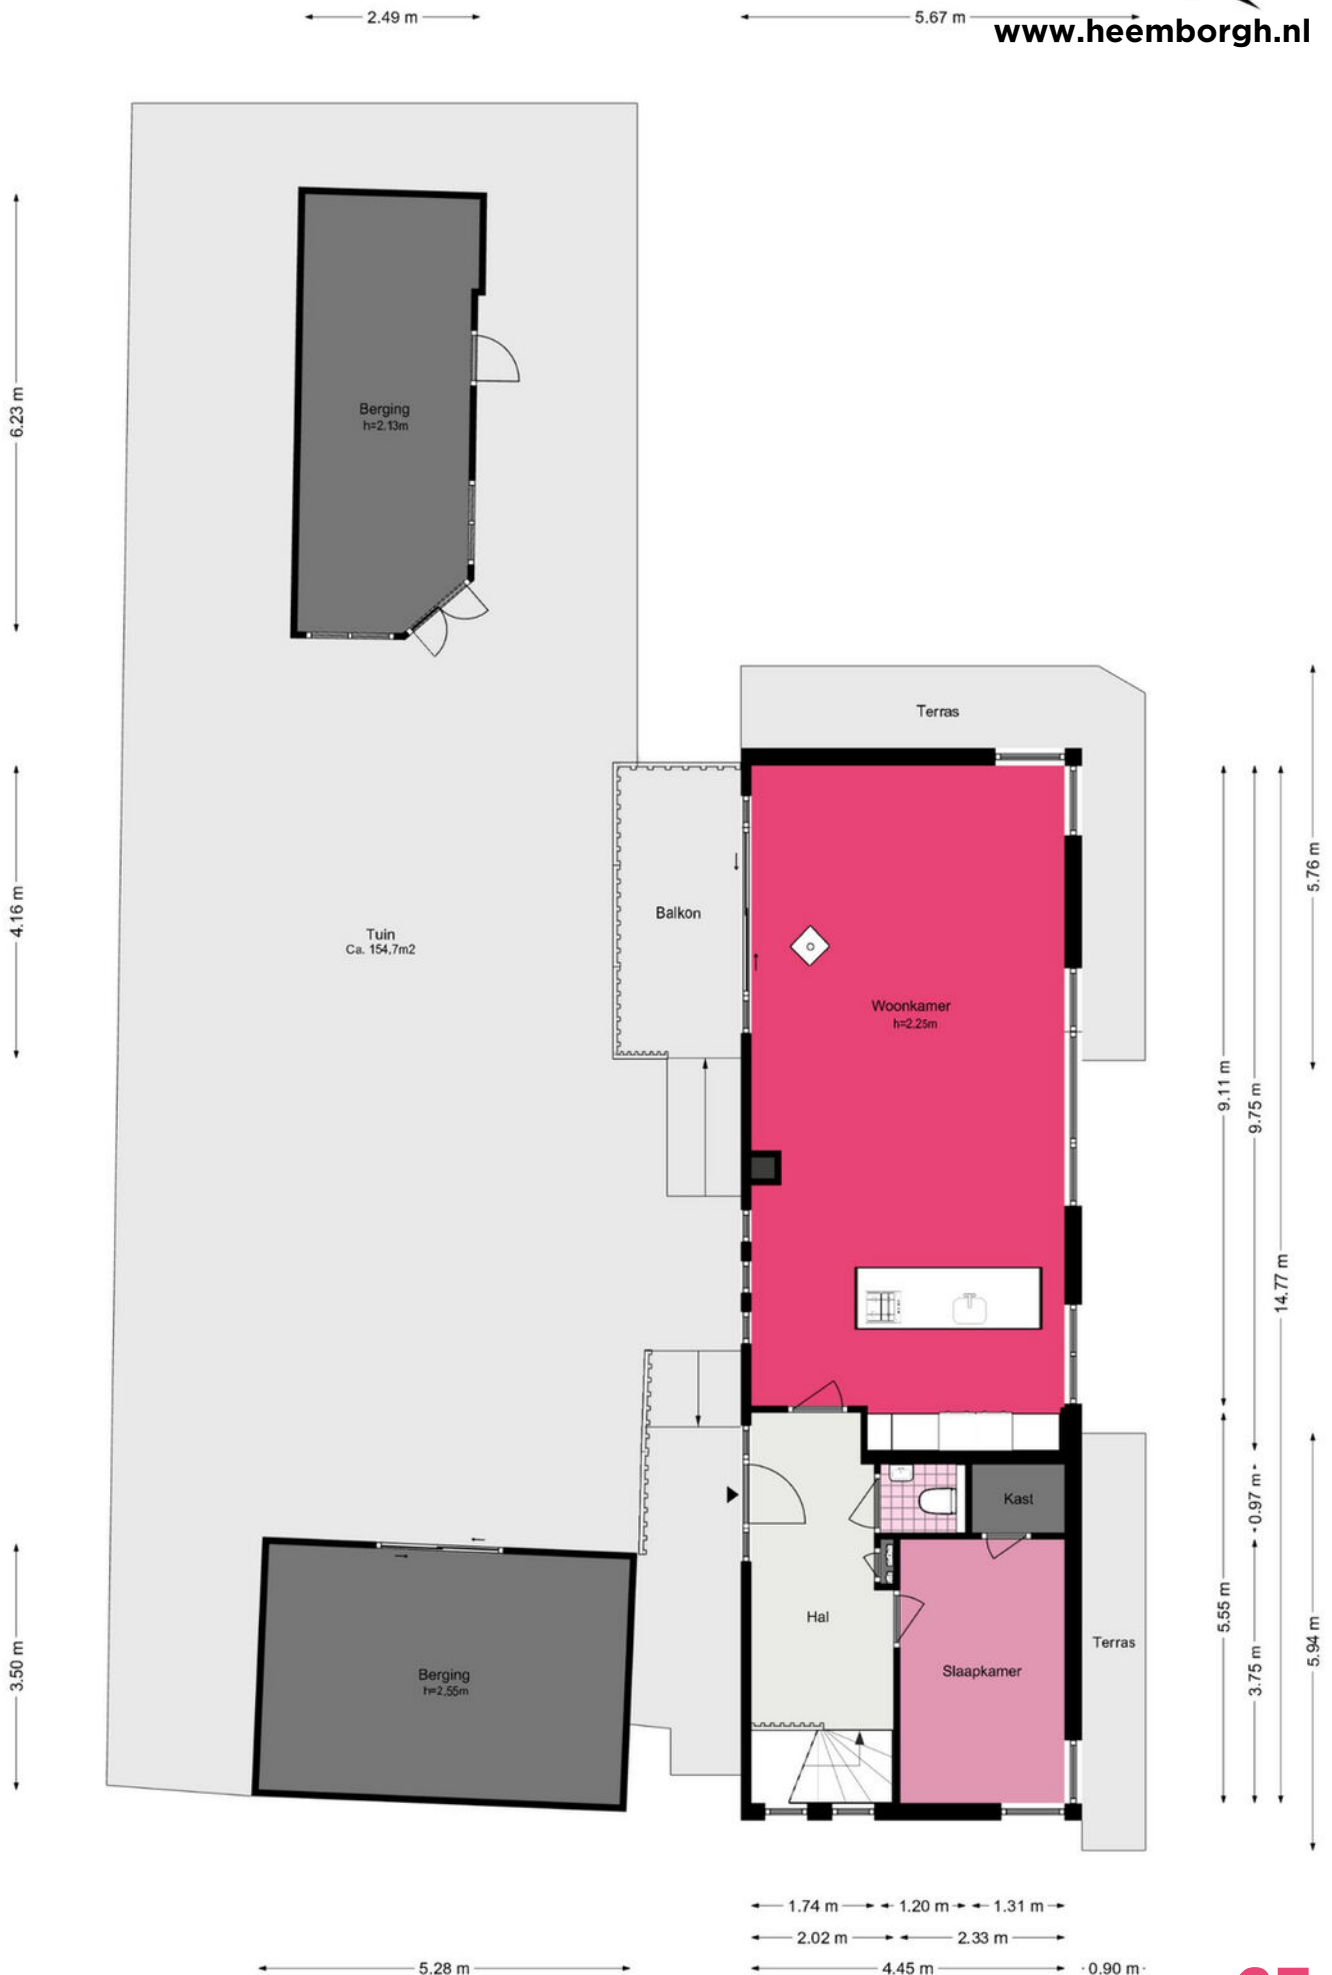 2.49 m
5.67 m
www.heemborgh.nl
6.23 m
Berging
h=2.13m
Terras
4.16 m
Balkon
Tuin
Ca. 154,7m2
Woonkamer
h=2.25m
5.76 m
9.11 m
9.75 m
14.77 m
Kast
0.97 m
Hal
Slaapkamer
Terras
5.55 m
3.75 m
5.94 m
3.50 m
Berging
h=2,55m
1.74 m
1.20 m
1.31 m
2.02 m
2.33 m
5.28 m
4.45 m
0.90 m